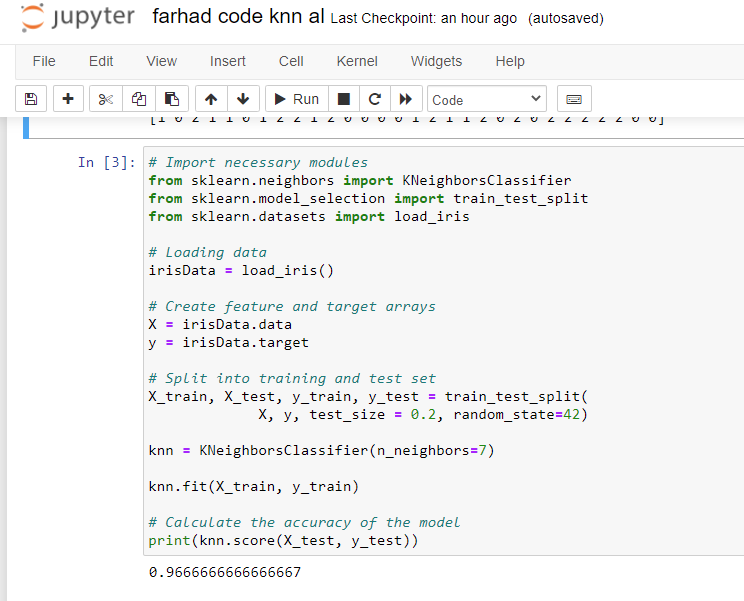 jupyter farhad code knn al Last Checkpoint: an hour ago (autosaved)
File Edit View Insert Cell Kernel Widgets Help
Run Code
In [3]: # Import necessary modules
from sklearn.neighbors import KNeighborsClassifier
from sklearn.model_selection import train_test_split
from sklearn.datasets import load_iris
# Loading data
irisData = load_iris()
# Create feature and target arrays
X = irisData.data
y = irisData.target
# Split into training and test set
X_train, X_test, y_train, y_test = train_test_split(
X, y, test_size = 0.2, random_state=42)
knn = KNeighborsClassifier(n_neighbors=7)
knn.fit(X_train, y_train)
# Calculate the accuracy of the model
print(knn.score(X_test, y_test))
0.9666666666666667